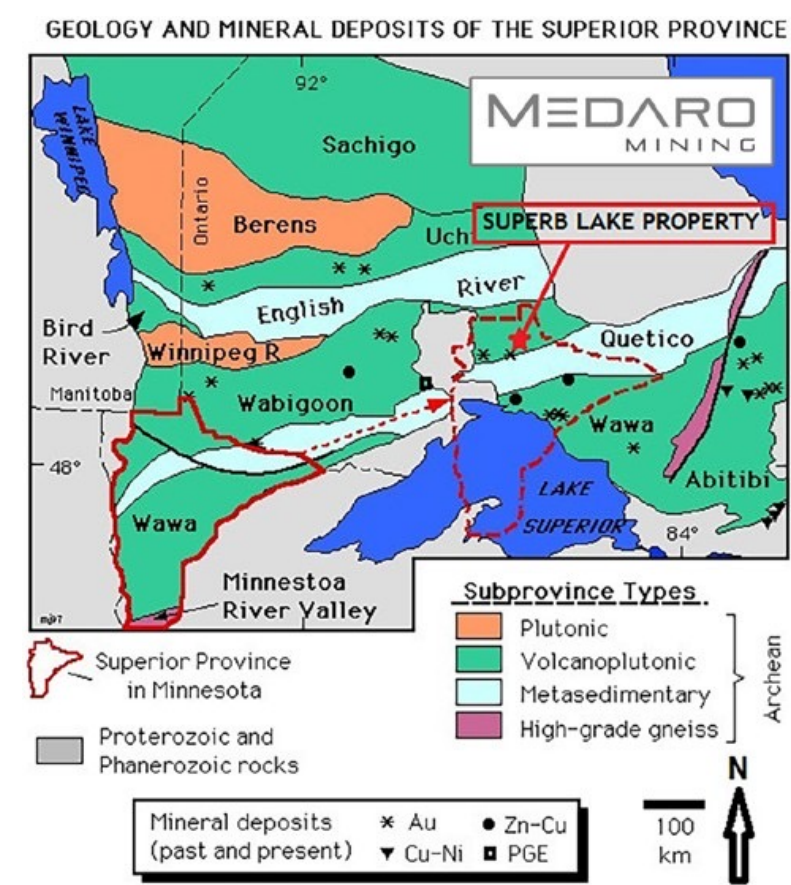 GEOLOGY AND MINERAL DEPOSITS OF THE SUPERIOR PROVINCE
92°
MEDARO
MINING
LAKE
WINNIPEG
Sachigo
Ontario
Berens
Uch
SUPERB LAKE PROPERTY
English
River
Bird
River
Winnipeg R
Quetico
Manitoba
Wabigoon
Wawa
48°
Abitibi
LAKE
SUPERIOR
Wawa
84°
Minnestoa
River Valley
Subprovince Types
Plutonic
Volcanoplutonic
Metasedimentary
High-grade gneiss
Archean
Superior Province
in Minnesota
Proterozoic and
Phanerozoic rocks
N
Mineral deposits
(past and present)
Au
Zn-Cu
Cu-Ni
PGE
100
km